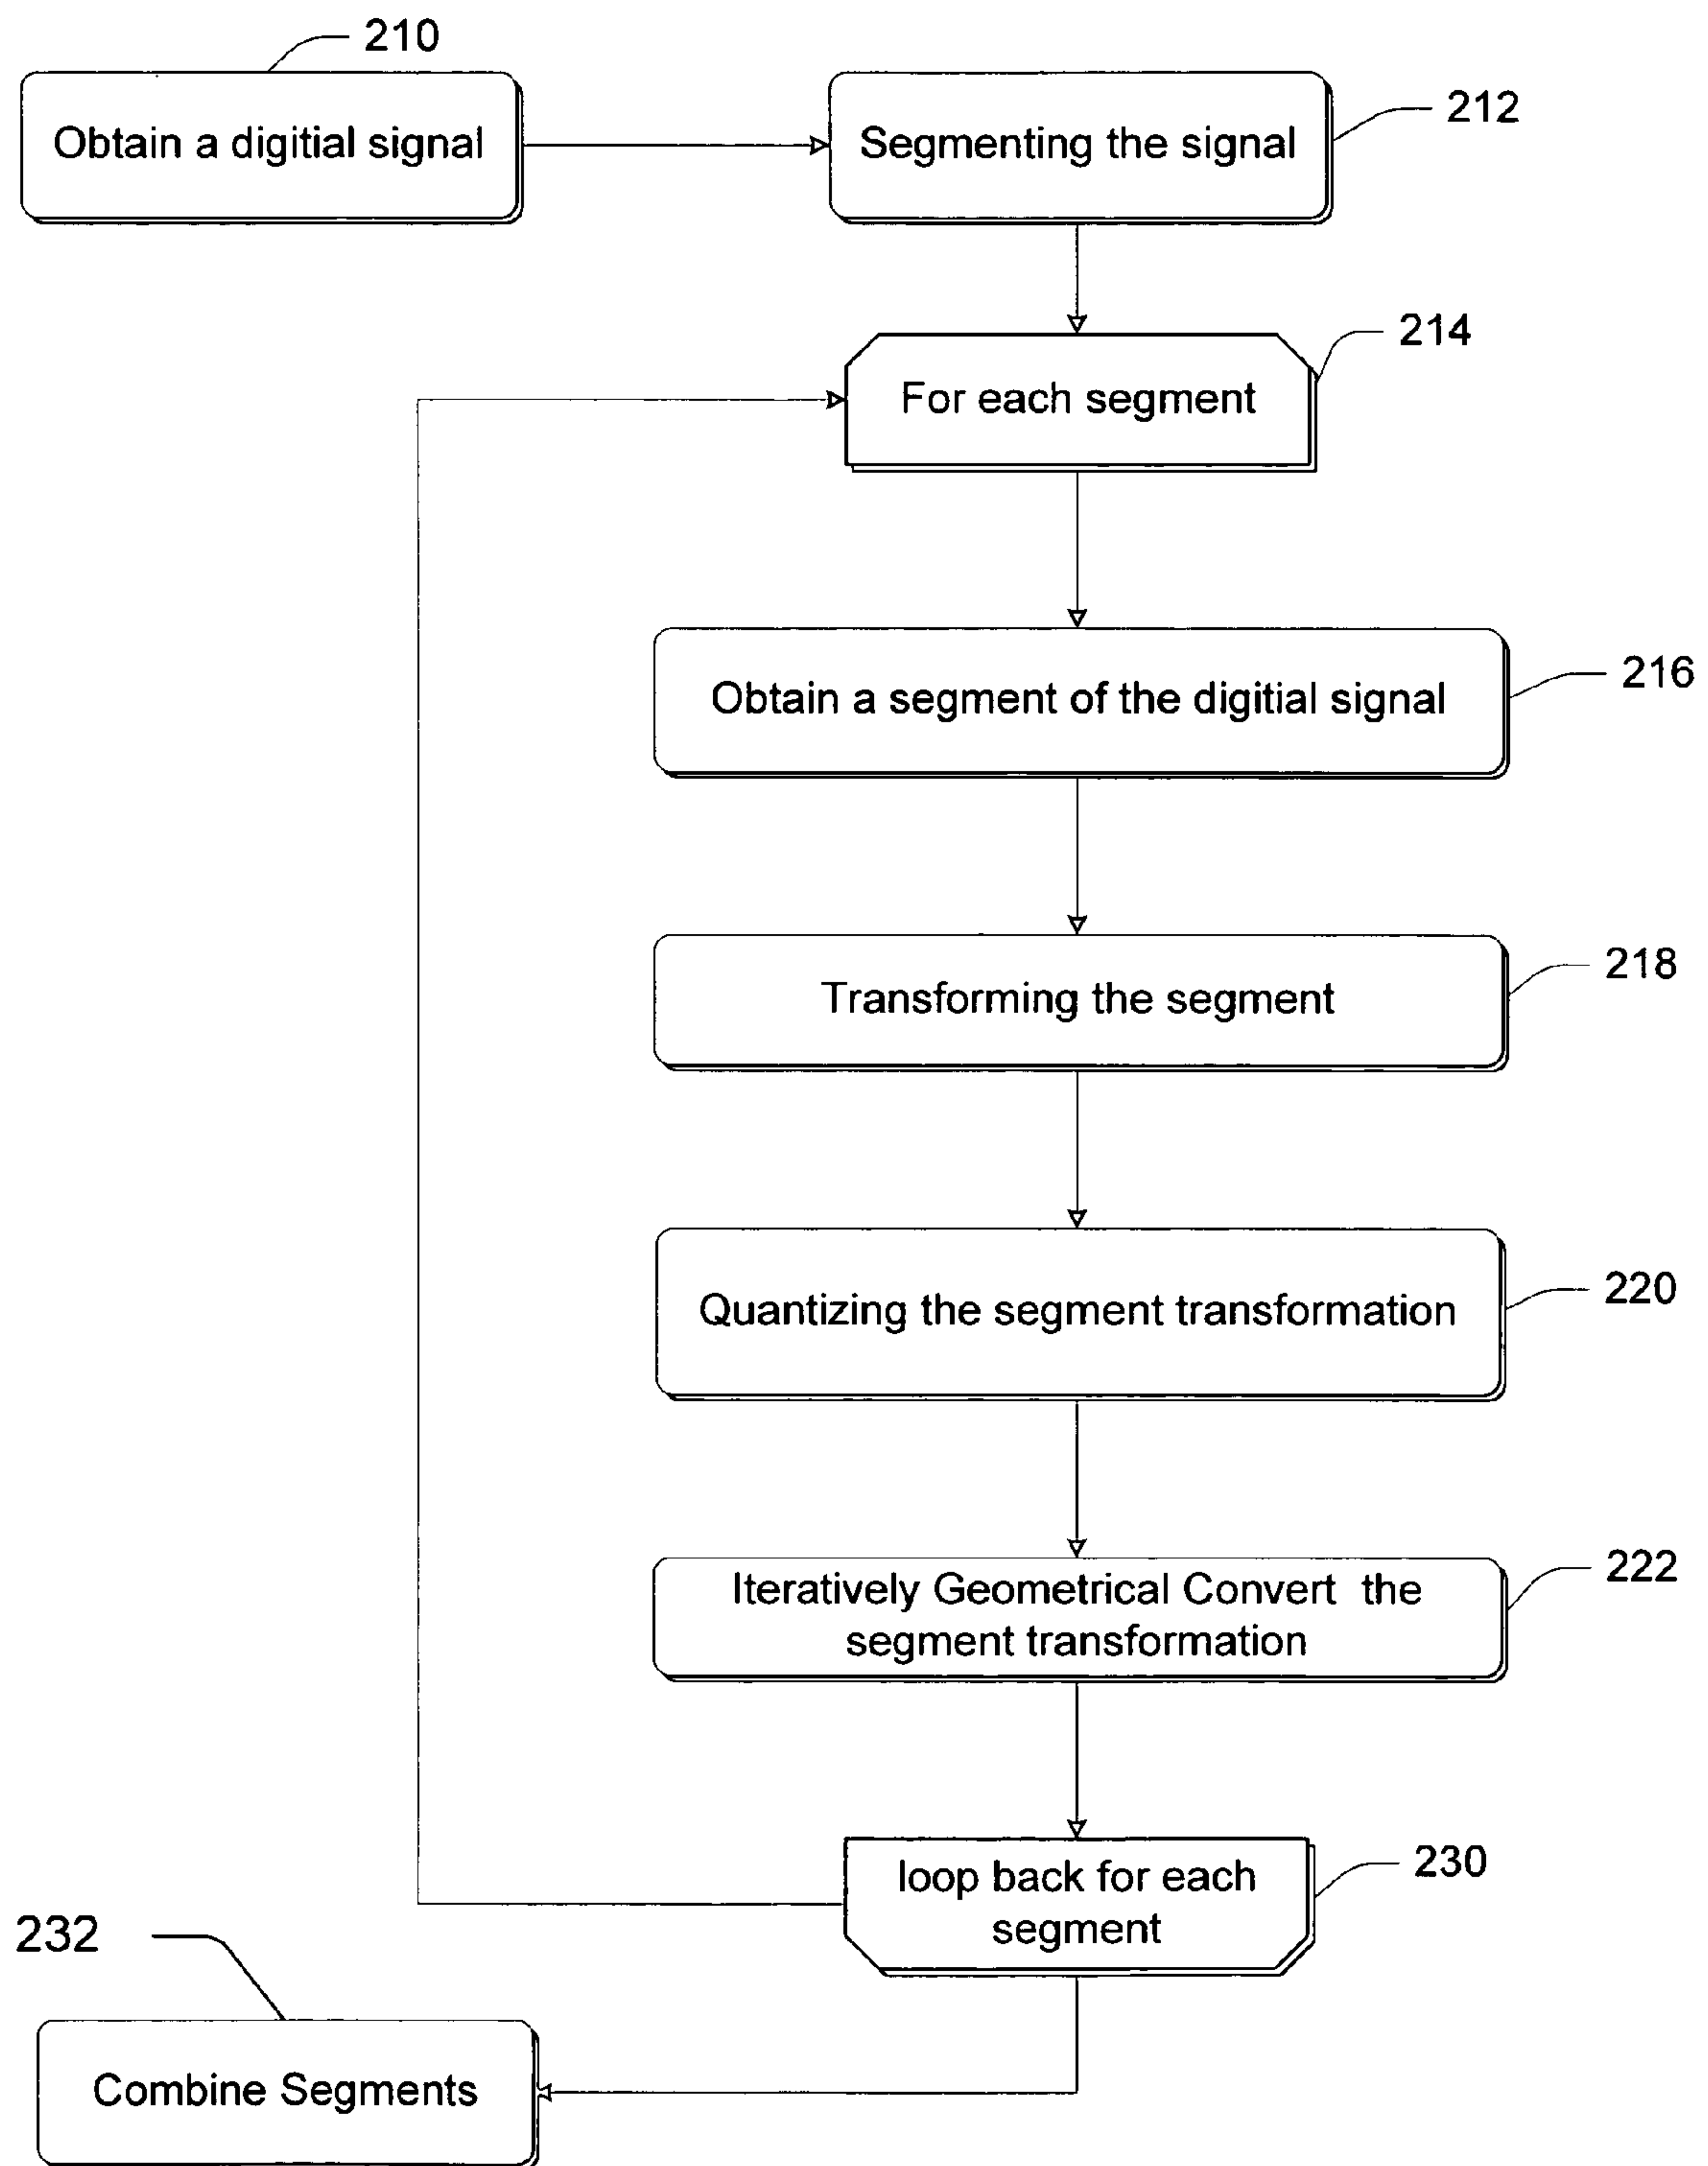 210
Obtain a digitial signal
212
Segmenting the signal
214
For each segment
216
Obtain a segment of the digitial signal
218
Transforming the segment
220
Quantizing the segment transformation
222
Iteratively Geometrical Convert the
segment transformation
230
loop back for each
segment
232
Combine Segments